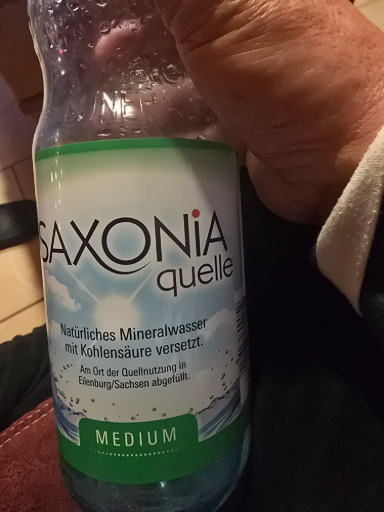 SAXONiA
quelle
Natürliches Mineralwasser
mit Kohlensäure versetzt.
Am Ort der Quellnutzung in
Eilenburg/Sachsen abgefüllt.
MEDIUM